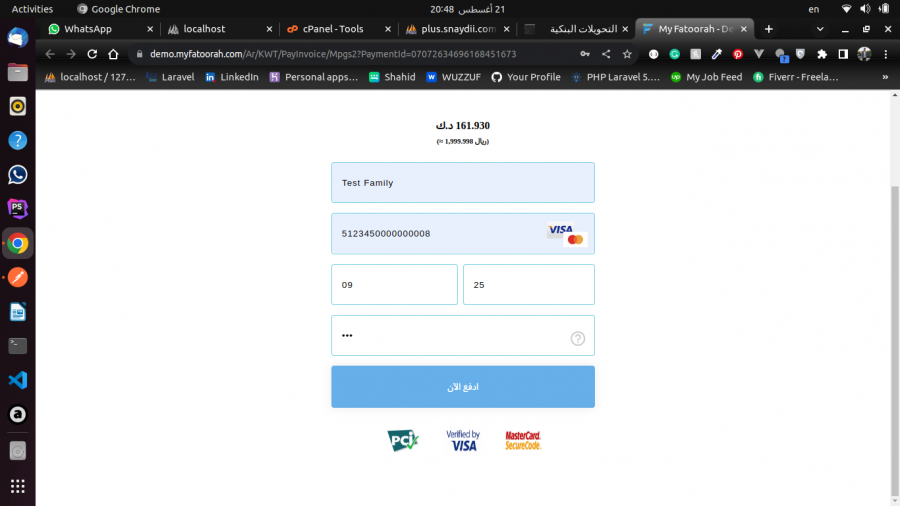 Activities
Google Chrome
21 أغسطس 20:48
en
WhatsApp
localhost
cPanel - Tools
plus.snaydii.com
التحويلات البنكية
My Fatoorah - De
demo.myfatoorah.com/Ar/KWT/PayInvoice/Mpgs2?PaymentId=07072634696168451673
localhost / 127...
Laravel
LinkedIn
Personal apps...
Shahid
WUZZUF
Your Profile
PHP Laravel 5....
My Job Feed
Fiverr - Freela...
161.930 د.ك
(≈ 1,999.998 ريال)
Test Family
5123450000000008
VISA
09
25
•••
ادفع الآن
PCI
Verified by
VISA
MasterCard.
SecureCode.